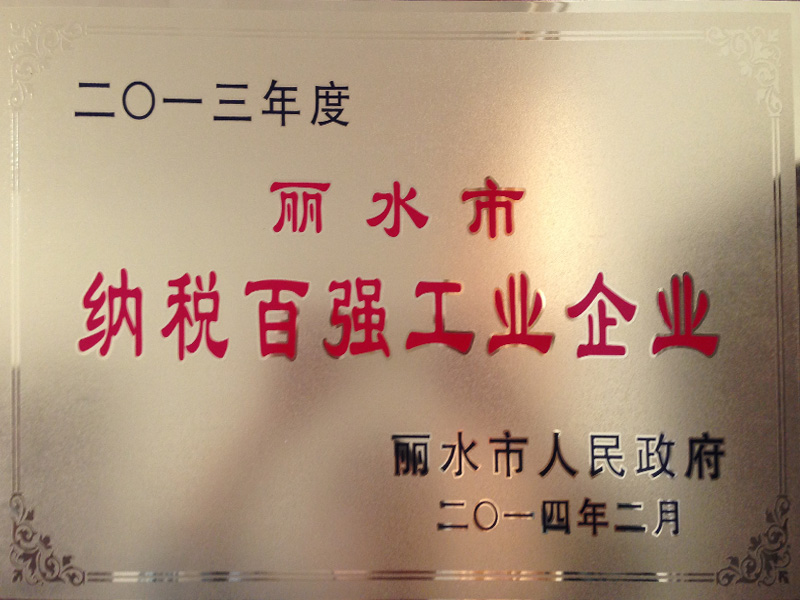 二〇一三年度
丽水市
纳税百强工业企业
丽水市人民政府
二〇一四年二月